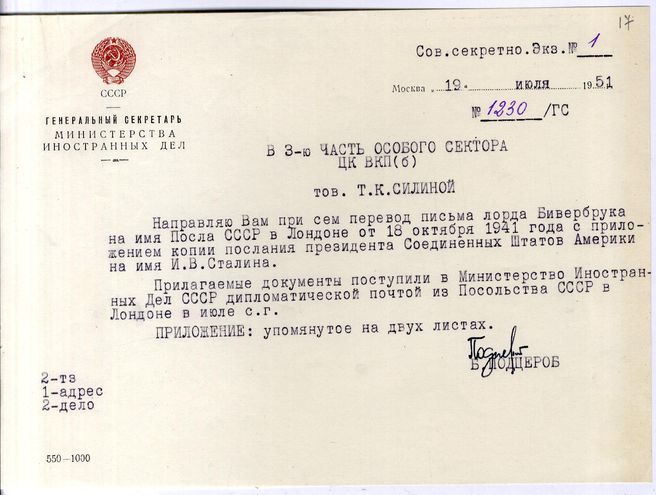 17
Сов.секретно.Экз.№ 1
СССР
Москва „ 19 " июля 1951
№ 1230 /ГС
ГЕНЕРАЛЬНЫЙ СЕКРЕТАРЬ
МИНИСТЕРСТВА
ИНОСТРАННЫХ ДЕЛ
В 3-ю ЧАСТЬ ОСОБОГО СЕКТОРА
ЦК ВКП(б)
тов. Т.К.СИЛИНОЙ
Направляю Вам при сем перевод письма лорда Бивербрука
на имя Посла СССР в Лондоне от 18 октября 1941 года с прило-
жением копии послания президента Соединенных Штатов Америки
на имя И.В.Сталина.
Прилагаемые документы поступили в Министерство Иностран-
ных Дел СССР дипломатической почтой из Посольства СССР в
Лондоне в июле с.г.
ПРИЛОЖЕНИЕ: упомянутое на двух листах.
Б.ПОДЦЕРОБ
2-тз
1-адрес
2-дело
550—1000